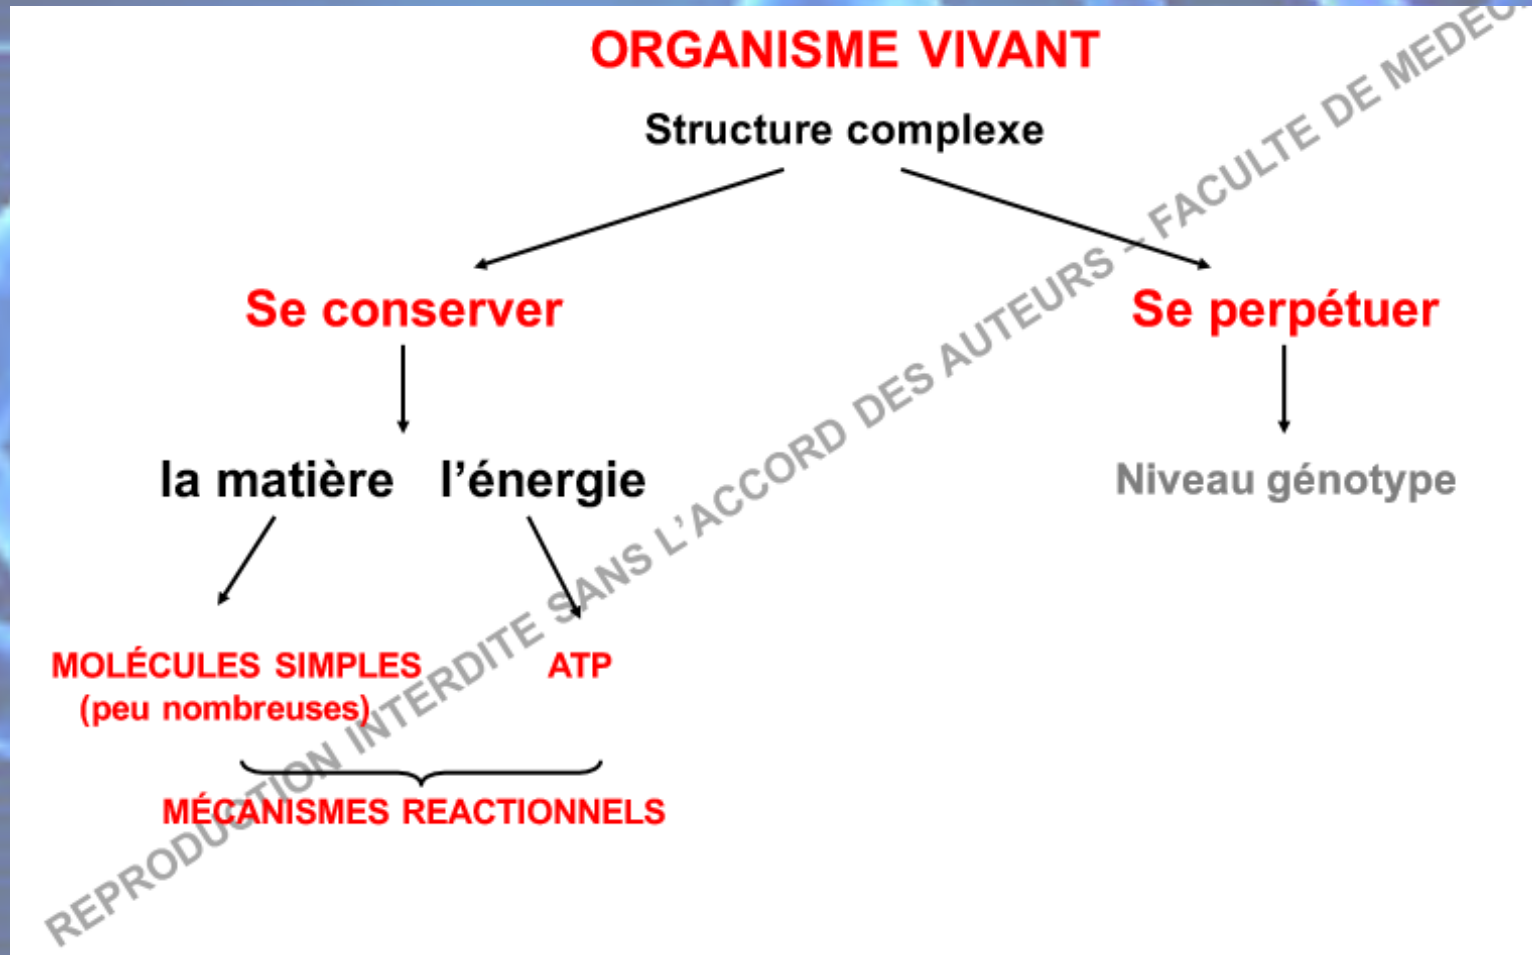 ORGANISME VIVANT
Structure complexe
Se conserver
Se perpétuer
la matière
l’énergie
Niveau génotype
MOLÉCULES SIMPLES
(peu nombreuses)
ATP
MÉCANISMES REACTIONNELS
REPRODUCTION INTERDITE SANS L’ACCORD DES AUTEURS – FACULTE DE